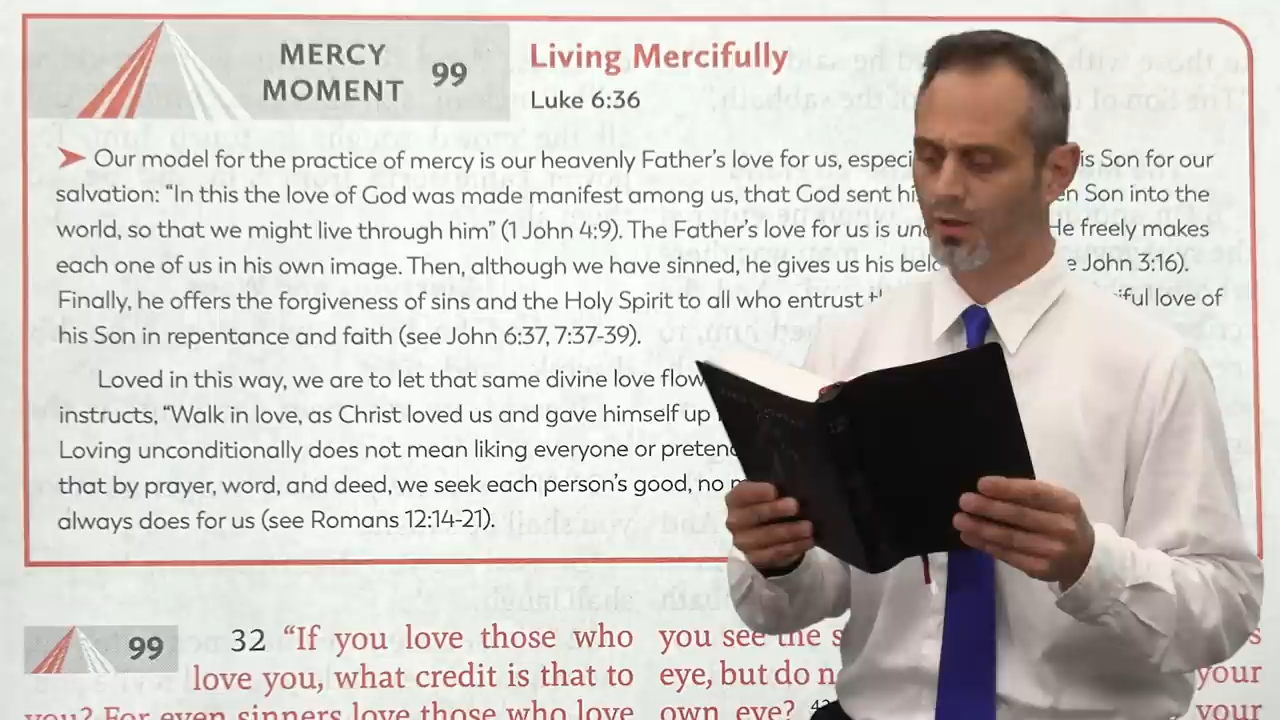 MERCY
MOMENT 99
Living Mercifully
Luke 6:36
➤ Our model for the practice of mercy is our heavenly Father’s love for us, is Son for our
salvation: “In this the love of God was made manifest among us, that God sent Son into the
world, so that we might live through him” (1 John 4:9). The Father’s love for us is He freely makes
each one of us in his own image. Then, although we have sinned, he gives us his John 3:16).
Finally, he offers the forgiveness of sins and the Holy Spirit to all who entrust love of
his Son in repentance and faith (see John 6:37, 7:37-39).
Loved in this way, we are to let that same divine love flow
instructs, “Walk in love, as Christ loved us and gave himself up
Loving unconditionally does not mean liking everyone or
that by prayer, word, and deed, we seek each person’s good, no
always does for us (see Romans 12:14-21).
99
32 “If you love those who
love you, what credit is that to
you? For even sinners love those who love
you see the
eye, but do your
own eye? your